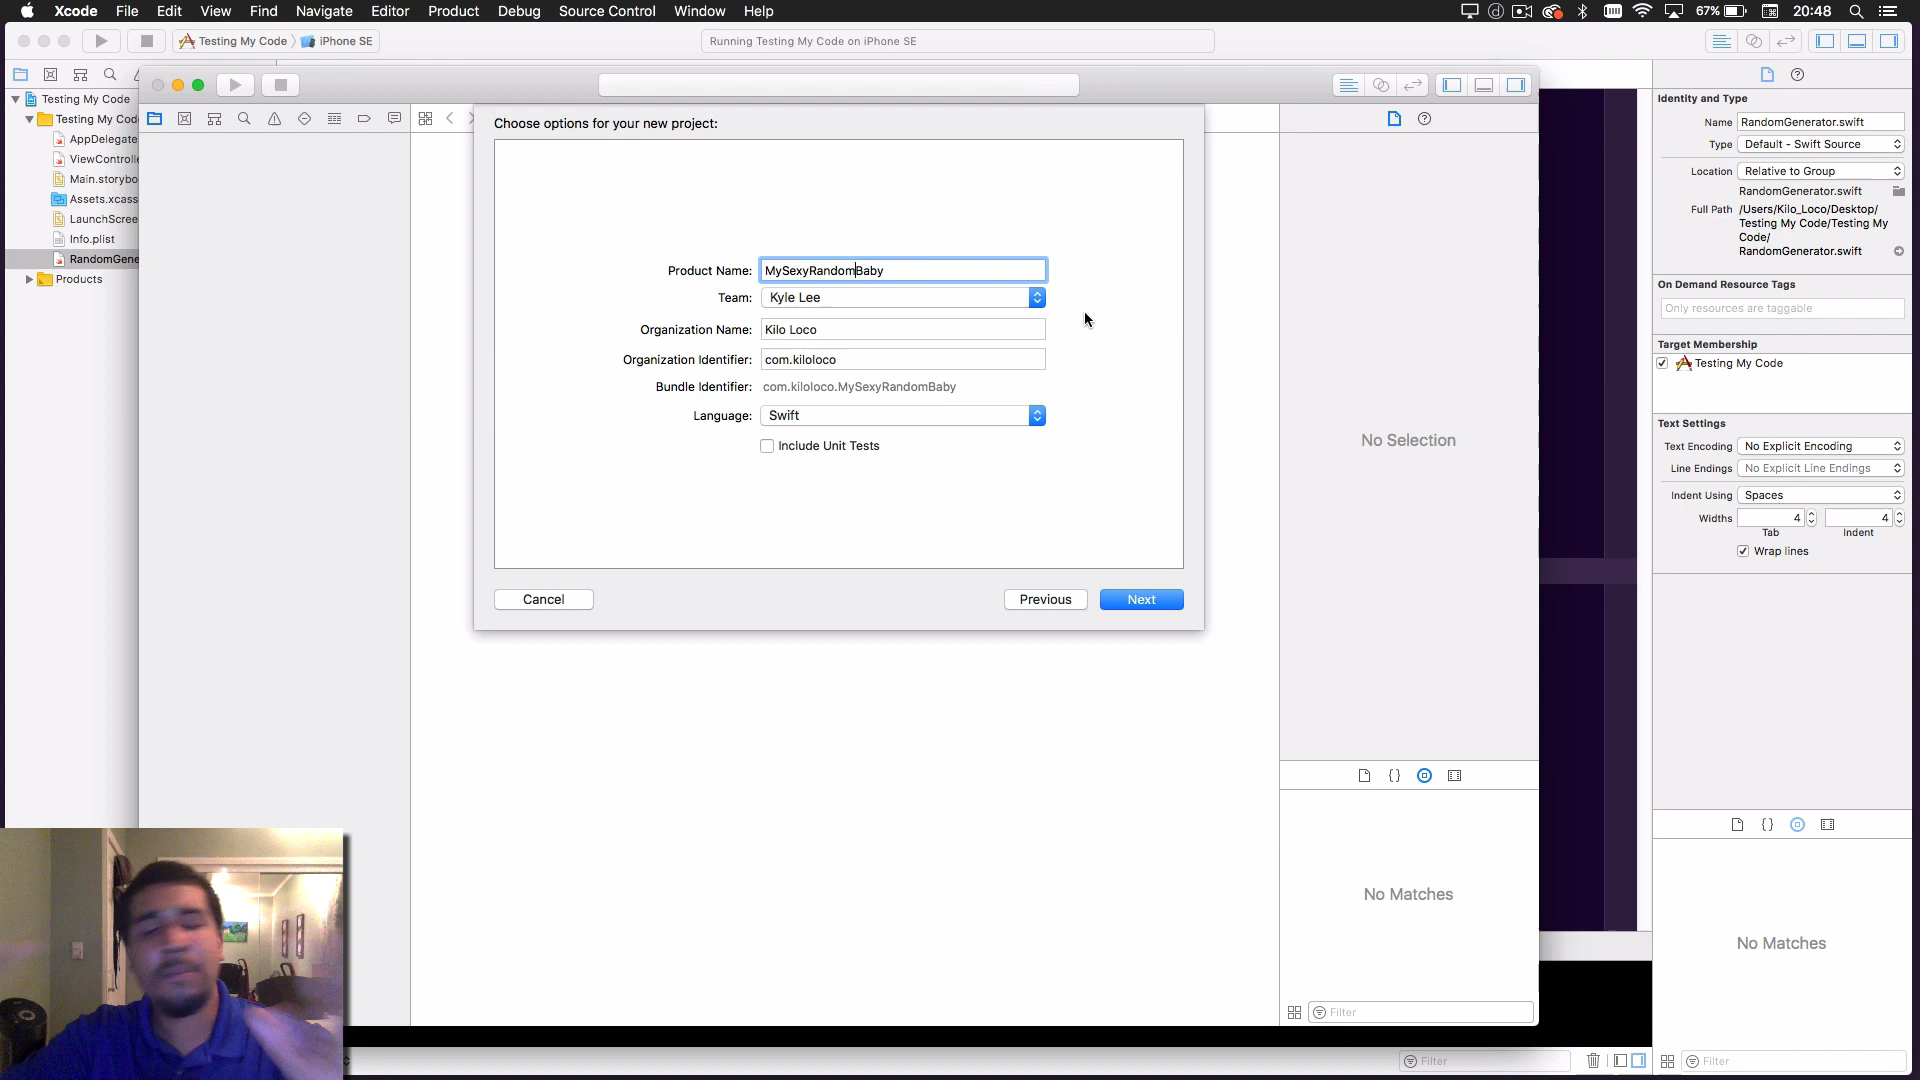 Xcode File Edit View Find Navigate Editor Product Debug Source Control Window Help
67% 20:48
Testing My Code iPhone SE
Running Testing My Code on iPhone SE
Testing My Code
Testing My Cod
AppDelegate
ViewControlle
Main.storybo
Assets.xcass
LaunchScree
Info.plist
RandomGene
Products
Choose options for your new project:
Product Name: MySexyRandomBaby
Team: Kyle Lee
Organization Name: Kilo Loco
Organization Identifier: com.kiloloco
Bundle Identifier: com.kiloloco.MySexyRandomBaby
Language: Swift
Include Unit Tests
Cancel
Previous
Next
No Selection
No Matches
Filter
Identity and Type
Name RandomGenerator.swift
Type Default - Swift Source
Location Relative to Group
RandomGenerator.swift
Full Path /Users/Kilo_Loco/Desktop/
Testing My Code/Testing My
Code/
RandomGenerator.swift
On Demand Resource Tags
Only resources are taggable
Target Membership
Testing My Code
Text Settings
Text Encoding No Explicit Encoding
Line Endings No Explicit Line Endings
Indent Using Spaces
Widths 4 4
Tab Indent
Wrap lines
No Matches
Filter
Filter